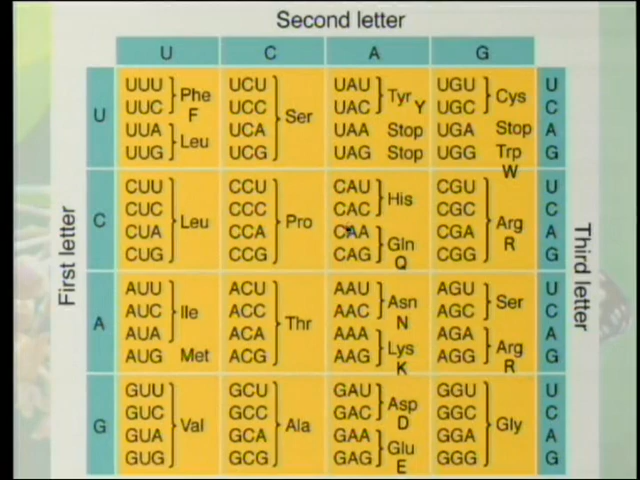 Second letter
U C A G
First letter
Third letter
U
UUU
UUC
Phe
F
UUA
UUG
Leu
UCU
UCC
UCA
UCG
Ser
UAU
UAC
Tyr
Y
UAA Stop
UAG Stop
UGU
UGC
Cys
UGA Stop
UGG Trp
W
U
C
A
G
C
CUU
CUC
CUA
CUG
Leu
CCU
CCC
CCA
CCG
Pro
CAU
CAC
His
CAA
CAG
Gln
Q
CGU
CGC
CGA
CGG
Arg
R
U
C
A
G
A
AUU
AUC
AUA
Ile
AUG Met
ACU
ACC
ACA
ACG
Thr
AAU
AAC
Asn
N
AAA
AAG
Lys
K
AGU
AGC
Ser
AGA
AGG
Arg
R
U
C
A
G
G
GUU
GUC
GUA
GUG
Val
GCU
GCC
GCA
GCG
Ala
GAU
GAC
Asp
D
GAA
GAG
Glu
E
GGU
GGC
GGA
GGG
Gly
U
C
A
G